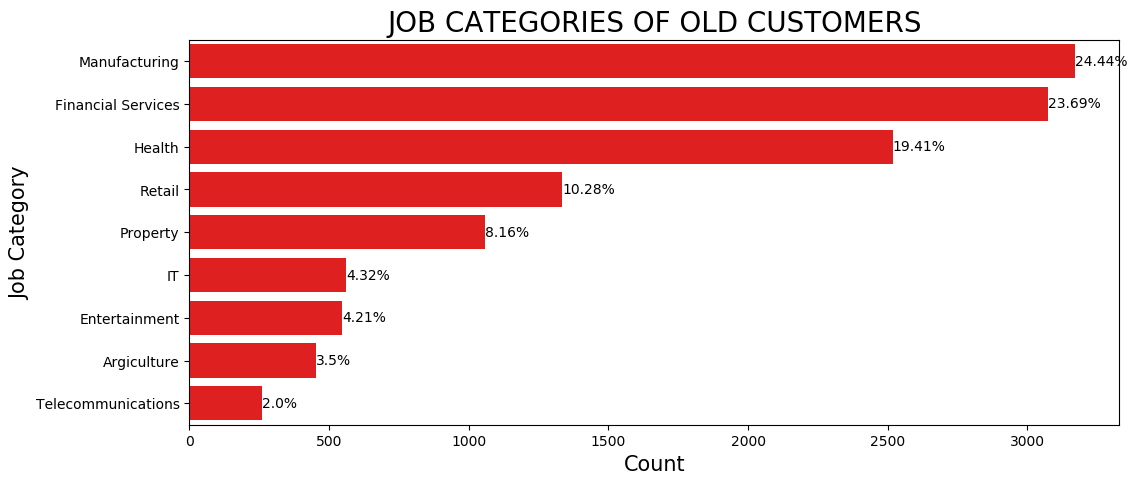 JOB CATEGORIES OF OLD CUSTOMERS
Job Category
Manufacturing 24.44%
Financial Services 23.69%
Health 19.41%
Retail 10.28%
Property 8.16%
IT 4.32%
Entertainment 4.21%
Argiculture 3.5%
Telecommunications 2.0%
0 500 1000 1500 2000 2500 3000
Count